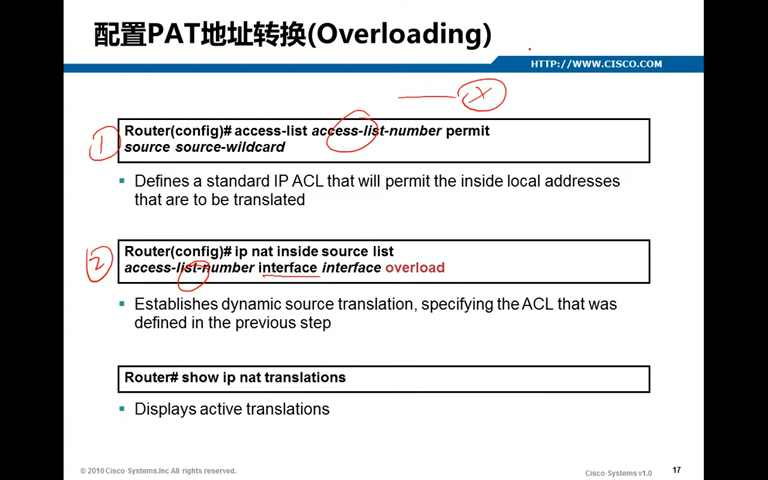 配置PAT地址转换(Overloading)
HTTP://WWW.CISCO.COM
X
1
Router(config)# access-list access-list-number permit
source source-wildcard
▪ Defines a standard IP ACL that will permit the inside local addresses
that are to be translated
2
Router(config)# ip nat inside source list
access-list-number interface interface overload
▪ Establishes dynamic source translation, specifying the ACL that was
defined in the previous step
Router# show ip nat translations
▪ Displays active translations
© 2010 Cisco Systems.Inc All rights reserved.
Cisco Systems v1.0
17